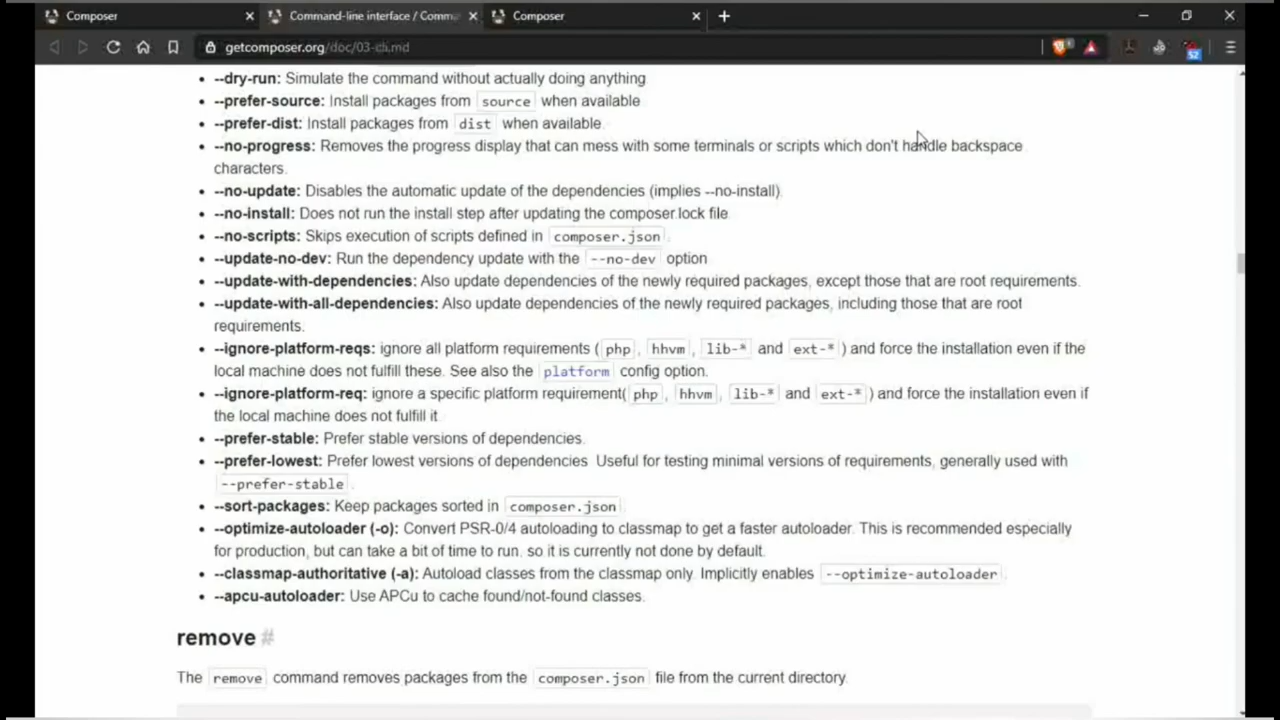 Composer
Command-line interface / Comma
Composer
getcomposer.org/doc/03-cli.md
52
--dry-run: Simulate the command without actually doing anything.
--prefer-source: Install packages from source when available.
--prefer-dist: Install packages from dist when available.
--no-progress: Removes the progress display that can mess with some terminals or scripts which don't handle backspace
characters.
--no-update: Disables the automatic update of the dependencies (implies --no-install).
--no-install: Does not run the install step after updating the composer.lock file.
--no-scripts: Skips execution of scripts defined in composer.json
--update-no-dev: Run the dependency update with the --no-dev option
--update-with-dependencies: Also update dependencies of the newly required packages, except those that are root requirements.
--update-with-all-dependencies: Also update dependencies of the newly required packages, including those that are root
requirements.
--ignore-platform-reqs: ignore all platform requirements ( php , hhvm , lib-* and ext-* ) and force the installation even if the
local machine does not fulfill these. See also the platform config option.
--ignore-platform-req: ignore a specific platform requirement( php , hhvm , lib-* and ext-* ) and force the installation even if
the local machine does not fulfill it.
--prefer-stable: Prefer stable versions of dependencies.
--prefer-lowest: Prefer lowest versions of dependencies. Useful for testing minimal versions of requirements, generally used with
--prefer-stable .
--sort-packages: Keep packages sorted in composer.json .
--optimize-autoloader (-o): Convert PSR-0/4 autoloading to classmap to get a faster autoloader. This is recommended especially
for production, but can take a bit of time to run, so it is currently not done by default.
--classmap-authoritative (-a): Autoload classes from the classmap only. Implicitly enables --optimize-autoloader .
--apcu-autoloader: Use APCu to cache found/not-found classes.
remove #
The remove command removes packages from the composer.json file from the current directory.